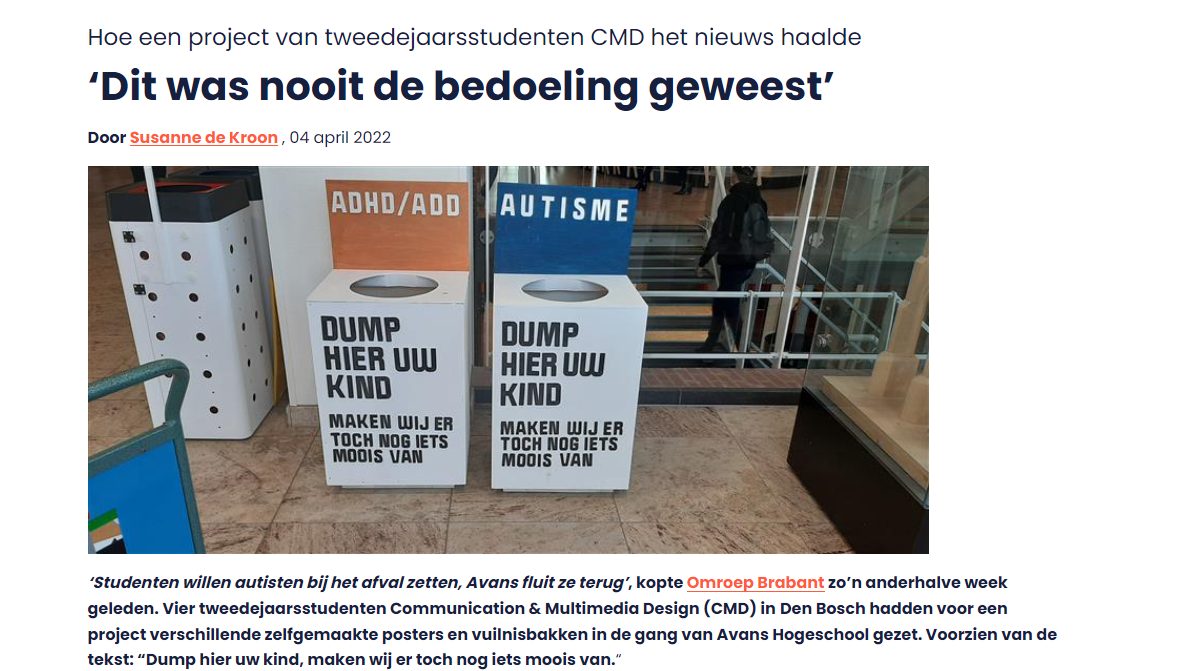 Hoe een project van tweedejaarsstudenten CMD het nieuws haalde
‘Dit was nooit de bedoeling geweest’
Door Susanne de Kroon , 04 april 2022
ADHD/ADD
DUMP
HIER UW
KIND
MAKEN WIJ ER
TOCH NOG IETS
MOOIS VAN
AUTISME
DUMP
HIER UW
KIND
MAKEN WIJ ER
TOCH NOG IETS
MOOIS VAN
‘Studenten willen autisten bij het afval zetten, Avans fluit ze terug’, kopte Omroep Brabant zo’n anderhalve week
geleden. Vier tweedejaarsstudenten Communication & Multimedia Design (CMD) in Den Bosch hadden voor een
project verschillende zelfgemaakte posters en vuilnisbakken in de gang van Avans Hogeschool gezet. Voorzien van de
tekst: “Dump hier uw kind, maken wij er toch nog iets moois van.“